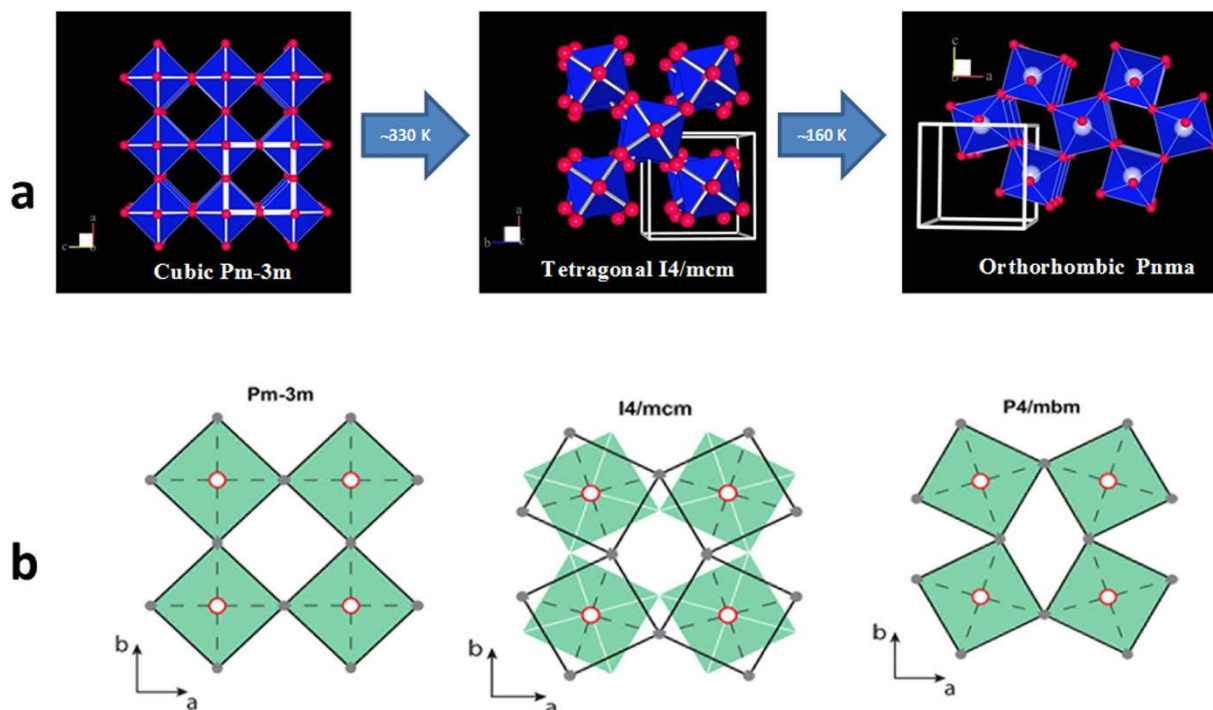 a
~330 K
~160 K
c
a
b
Cubic Pm-3m
a
b
c
Tetragonal I4/mcm
c
b
a
Orthorhombic Pnma
b
Pm-3m
I4/mcm
P4/mbm
b
a
b
a
b
a